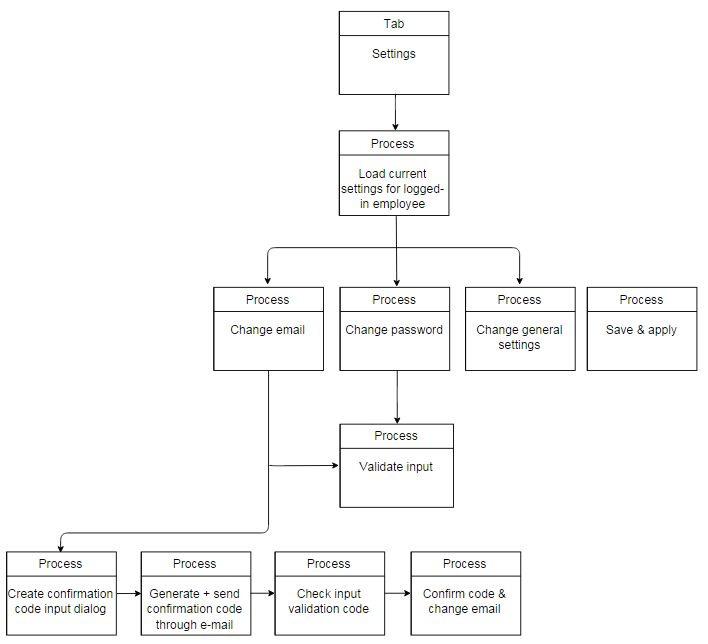 Tab
Settings
Process
Load current
settings for logged-
in employee
Process
Change email
Process
Change password
Process
Change general
settings
Process
Save & apply
Process
Validate input
Process
Create confirmation
code input dialog
Process
Generate + send
confirmation code
through e-mail
Process
Check input
validation code
Process
Confirm code &
change email